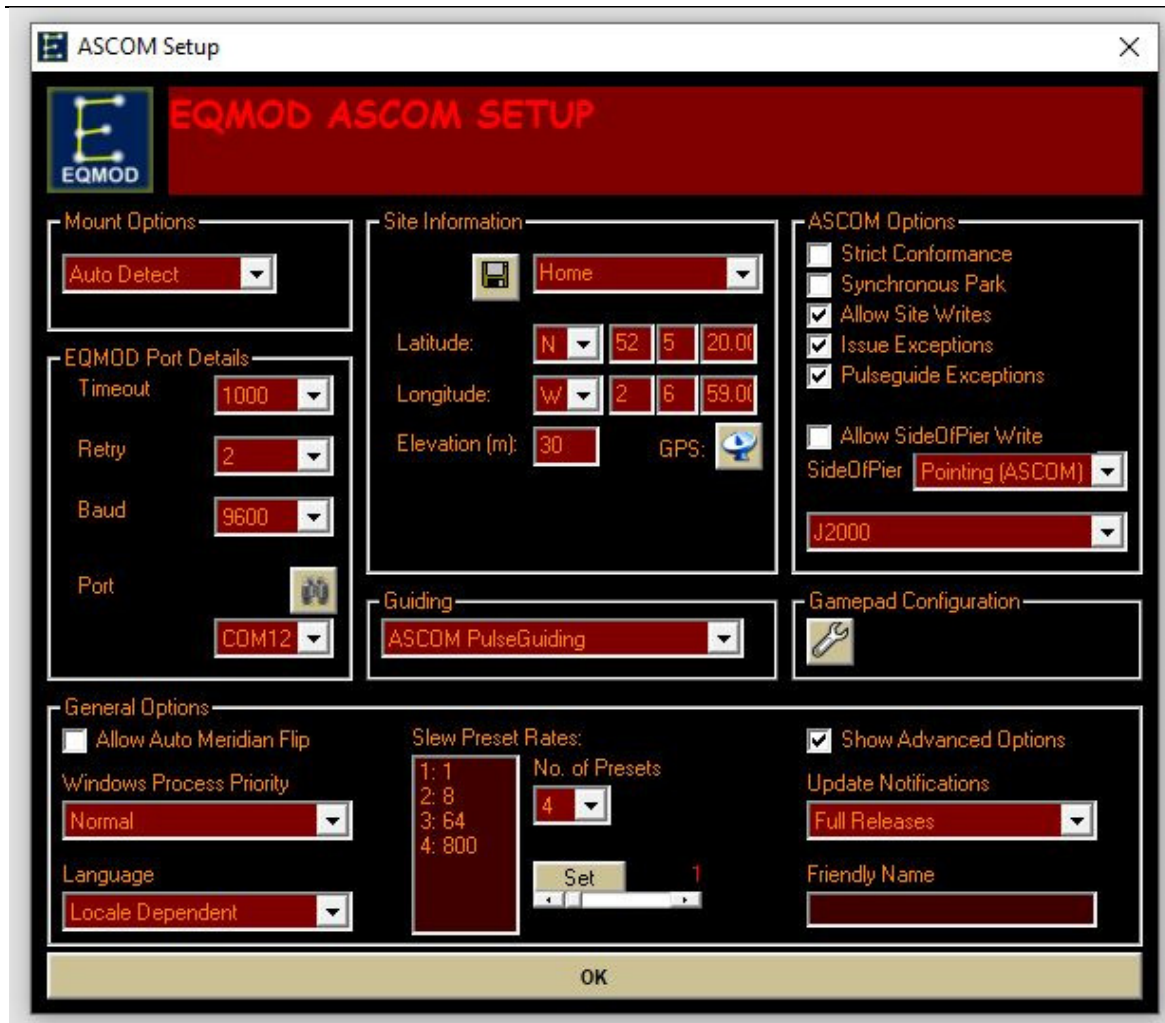 ASCOM Setup
EQMOD ASCOM SETUP
EQMOD
Mount Options
Auto Detect
EQMOD Port Details
Timeout 1000
Retry 2
Baud 9600
Port
COM12
Site Information
Home
Latitude: N 52 5 20.00
Longitude: W 2 6 59.00
Elevation (m): 30 GPS:
Guiding
ASCOM PulseGuiding
ASCOM Options
Strict Conformance
Synchronous Park
Allow Site Writes
Issue Exceptions
Pulseguide Exceptions
Allow SideOfPier Write
SideOfPier Pointing (ASCOM)
J2000
Gamepad Configuration
General Options
Allow Auto Meridian Flip
Windows Process Priority
Normal
Language
Locale Dependent
Slew Preset Rates:
1: 1
2: 8
3: 64
4: 800
No. of Presets
4
Set 1
Show Advanced Options
Update Notifications
Full Releases
Friendly Name
OK